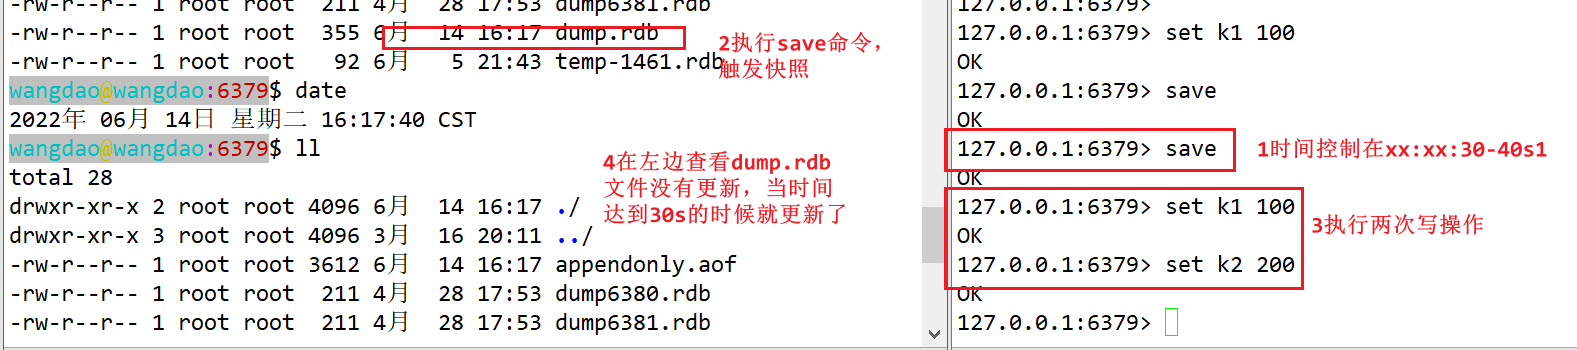 -rw-r--r-- 1 root root  211 4月  28 17:53 dump6381.rdb
-rw-r--r-- 1 root root  355 6月  14 16:17 dump.rdb
-rw-r--r-- 1 root root   92 6月   5 21:43 temp-1461.rdb
wangdao@wangdao:6379$ date
2022年 06月 14日 星期二 16:17:40 CST
wangdao@wangdao:6379$ ll
total 28
drwxr-xr-x 2 root root 4096 6月  14 16:17 ./
drwxr-xr-x 3 root root 4096 3月  16 20:11 ../
-rw-r--r-- 1 root root 3612 6月  14 16:17 appendonly.aof
-rw-r--r-- 1 root root  211 4月  28 17:53 dump6380.rdb
-rw-r--r-- 1 root root  211 4月  28 17:53 dump6381.rdb
2执行save命令，
触发快照
4在左边查看dump.rdb
文件没有更新，当时间
达到30s的时候就更新了
127.0.0.1:6379>
127.0.0.1:6379> set k1 100
OK
127.0.0.1:6379> save
OK
127.0.0.1:6379> save
OK
127.0.0.1:6379> set k1 100
OK
127.0.0.1:6379> set k2 200
OK
127.0.0.1:6379>
1时间控制在xx:xx:30-40s1
3执行两次写操作